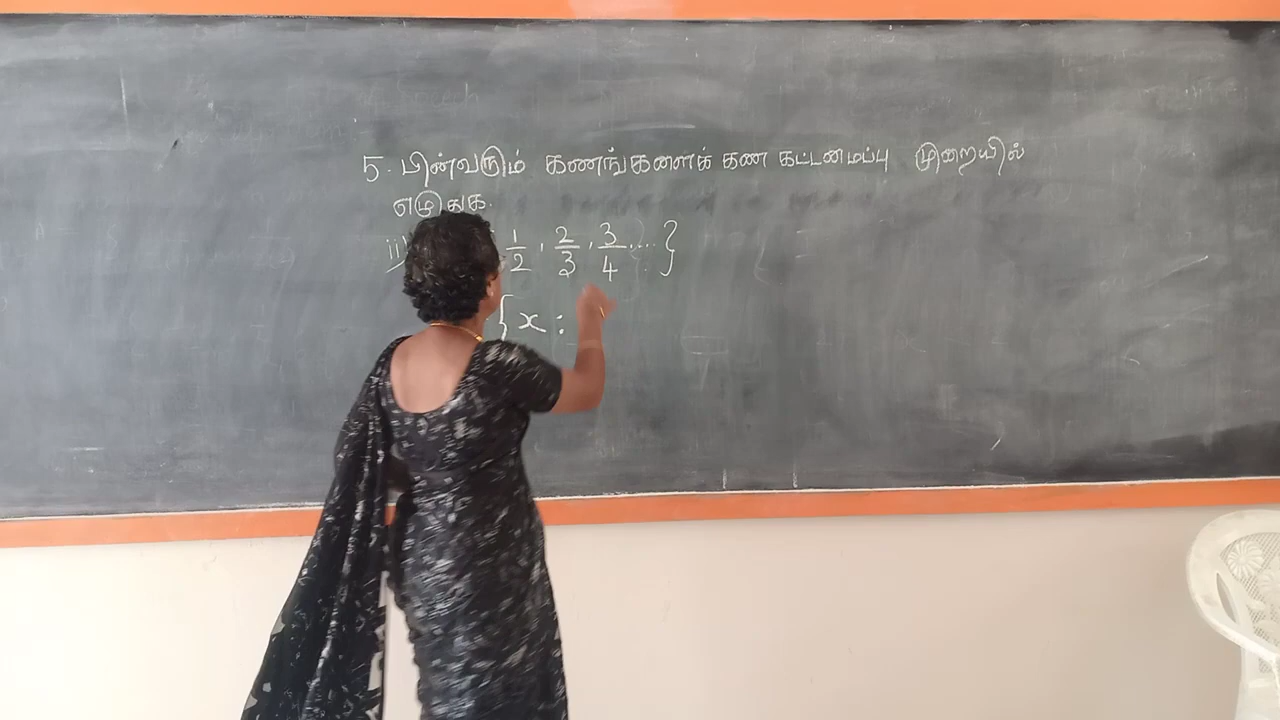 5. பின்வரும் கணங்களைக் கண கட்டமைப்பு முறையில்
எழுதுக.
ii) 1/2, 2/3, 3/4, ... }
{ x :